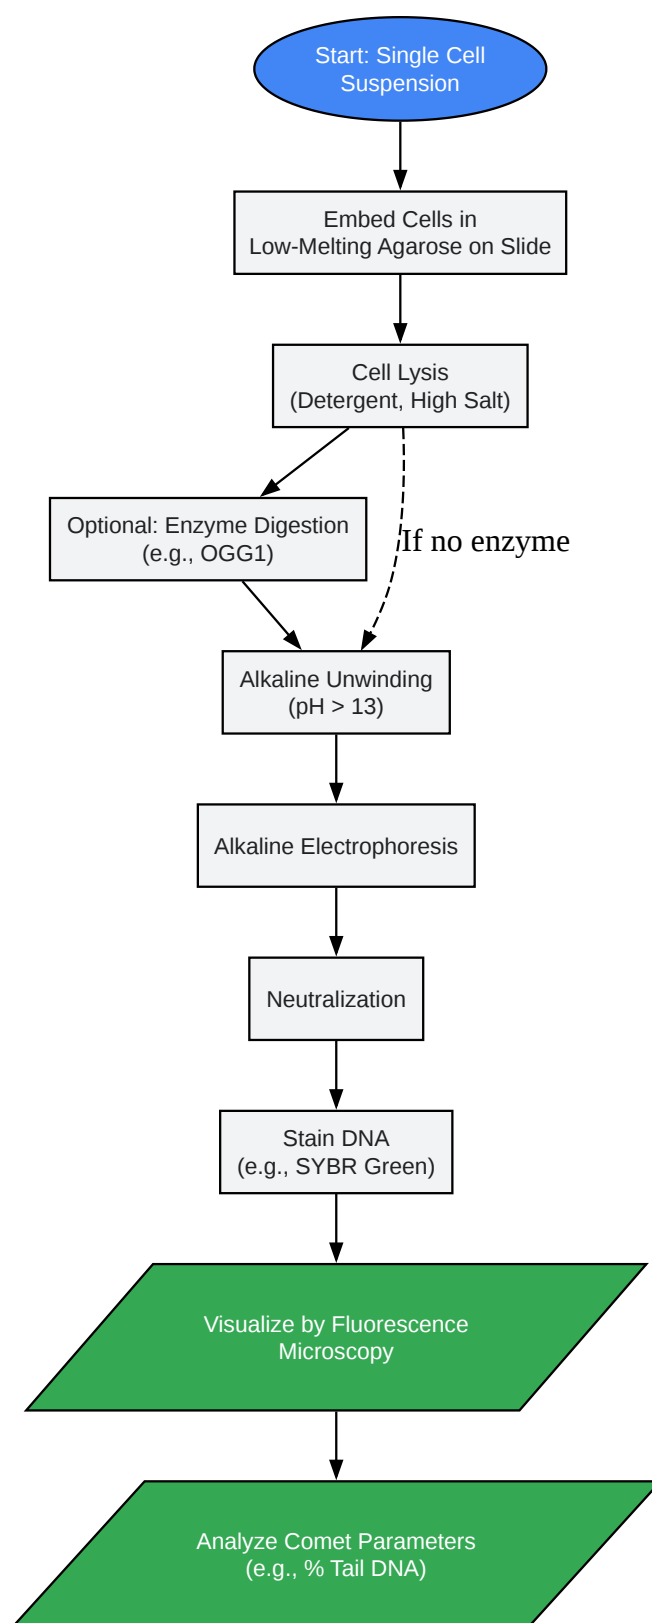 Start: Single Cell
Suspension
Embed Cells in
Low-Melting Agarose on Slide
Cell Lysis
(Detergent, High Salt)
Optional: Enzyme Digestion
(e.g., OGG1)
If no enzyme
Alkaline Unwinding
(pH > 13)
Alkaline Electrophoresis
Neutralization
Stain DNA
(e.g., SYBR Green)
Visualize by Fluorescence
Microscopy
Analyze Comet Parameters
(e.g., % Tail DNA)